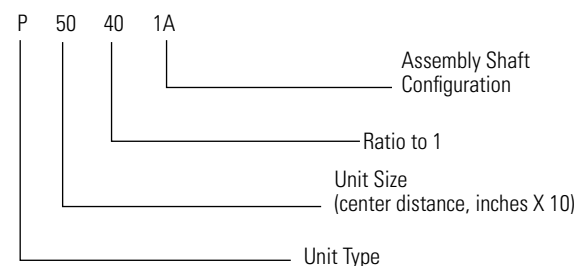 P 50 40 1A
Assembly Shaft
Configuration
Ratio to 1
Unit Size
(center distance, inches X 10)
Unit Type